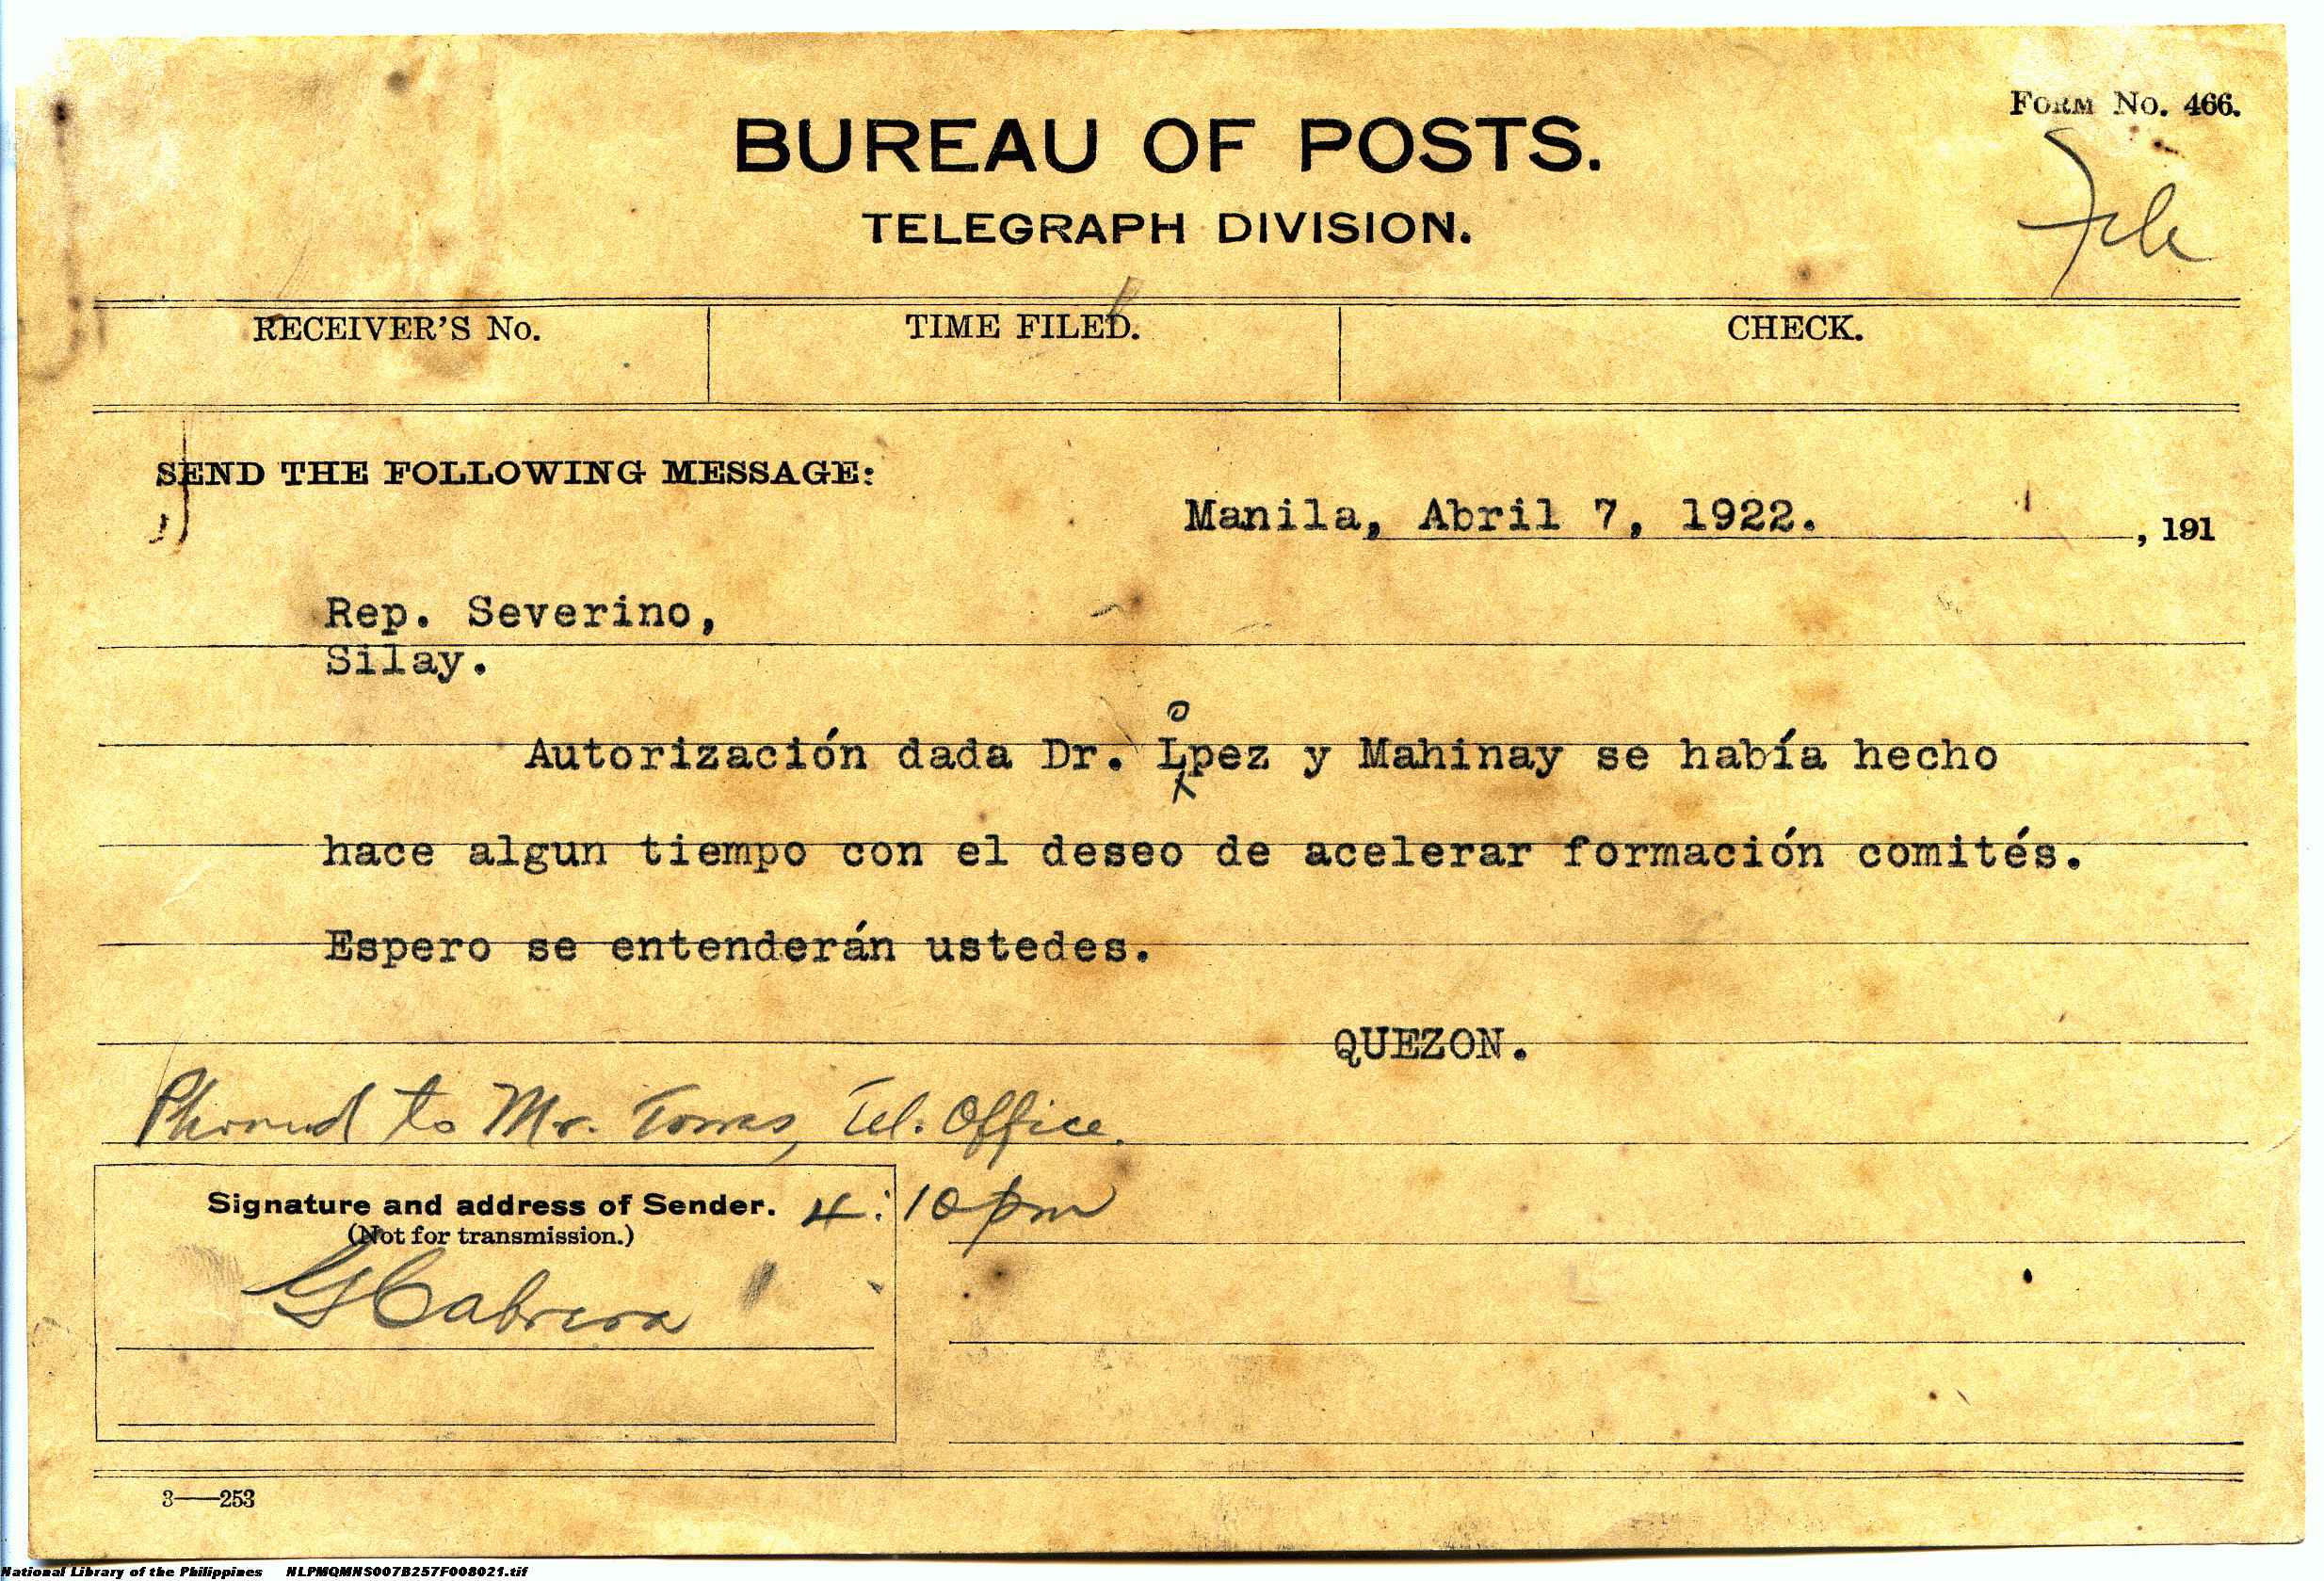 FORM No. 466.
File
BUREAU OF POSTS.
TELEGRAPH DIVISION.
RECEIVER'S No. TIME FILED. CHECK.
SEND THE FOLLOWING MESSAGE:
Manila, Abril 7, 1922. , 191
Rep. Severino,
Silay.
o
Autorización dada Dr. Lpez y Mahinay se había hecho
hace algun tiempo con el deseo de acelerar formación comités.
Espero se entenderán ustedes.
QUEZON.
Phoned to Mr. Torres, Tel. Office.
4:10 pm
Signature and address of Sender.
(Not for transmission.)
GCabrera
3—253
National Library of the Philippines NLPMQMNS007B257F008021.tif